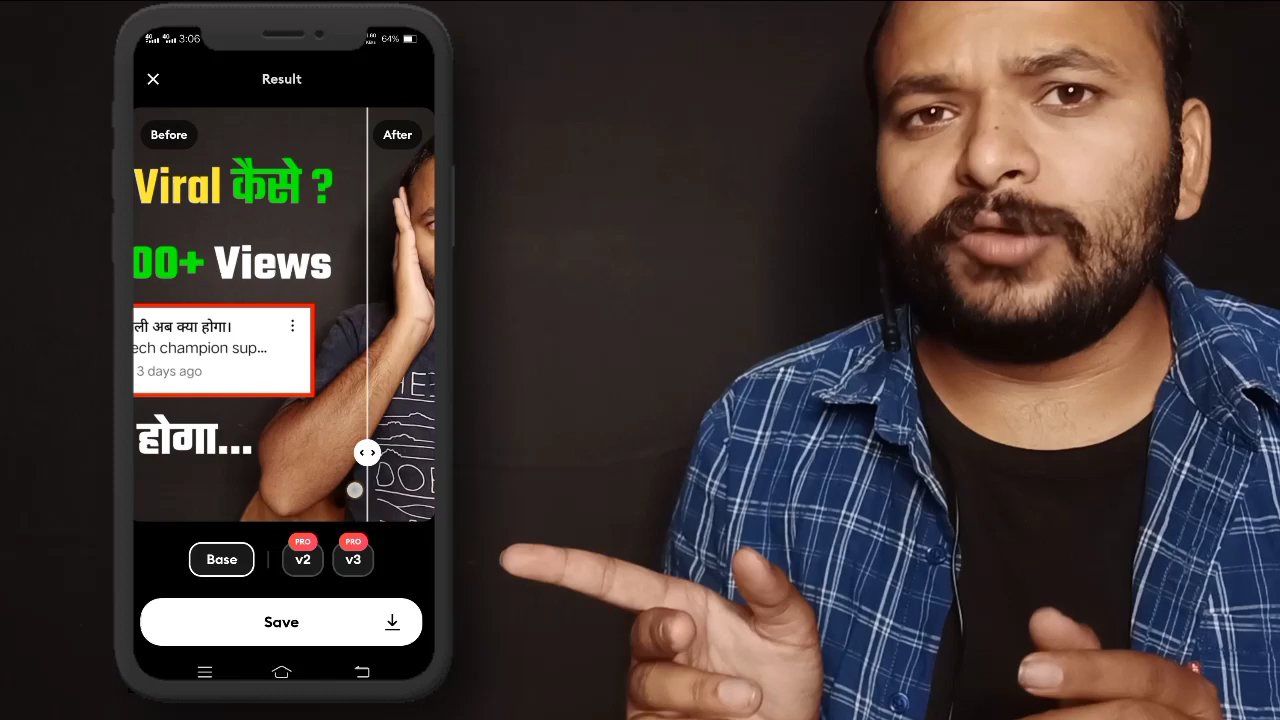 3:06
64%
Result
Before
After
Viral कैसे ?
00+ Views
ली अब क्या होगा।
ech champion sup...
3 days ago
होगा...
DO
PRO
PRO
Base
v2
v3
Save